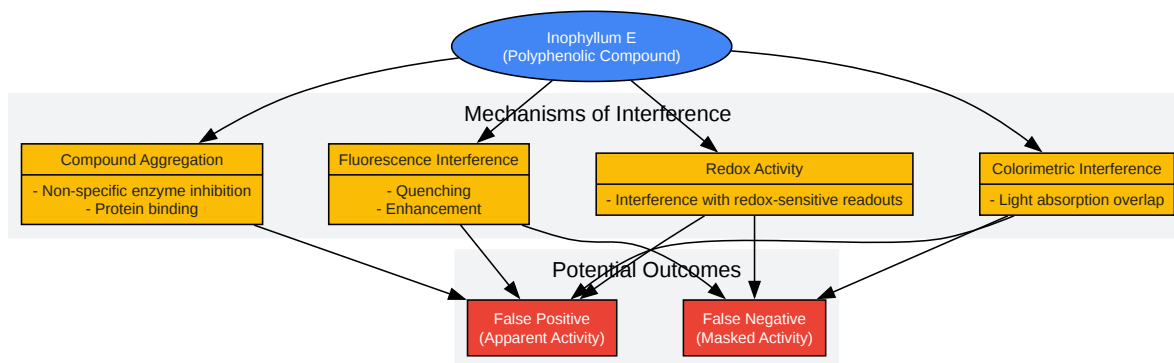 Inophyllum E
(Polyphenolic Compound)
Mechanisms of Interference
Compound Aggregation
- Non-specific enzyme inhibition
- Protein binding
Fluorescence Interference
- Quenching
- Enhancement
Redox Activity
- Interference with redox-sensitive readouts
Colorimetric Interference
- Light absorption overlap
Potential Outcomes
False Positive
(Apparent Activity)
False Negative
(Masked Activity)